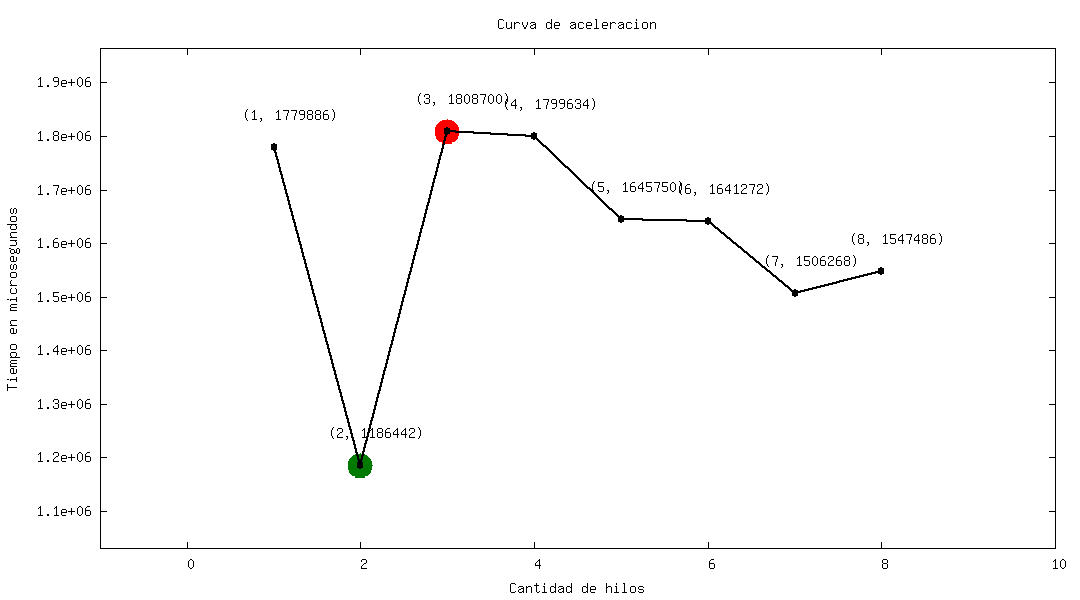 Curva de aceleracion
1.9e+06
1.8e+06
1.7e+06
1.6e+06
1.5e+06
1.4e+06
1.3e+06
1.2e+06
1.1e+06
Tiempo en microsegundos
(1, 1779886)
(2, 1186442)
(3, 1808700)
(4, 1799634)
(5, 1645750)
(6, 1641272)
(7, 1506268)
(8, 1547486)
0 2 4 6 8 10
Cantidad de hilos